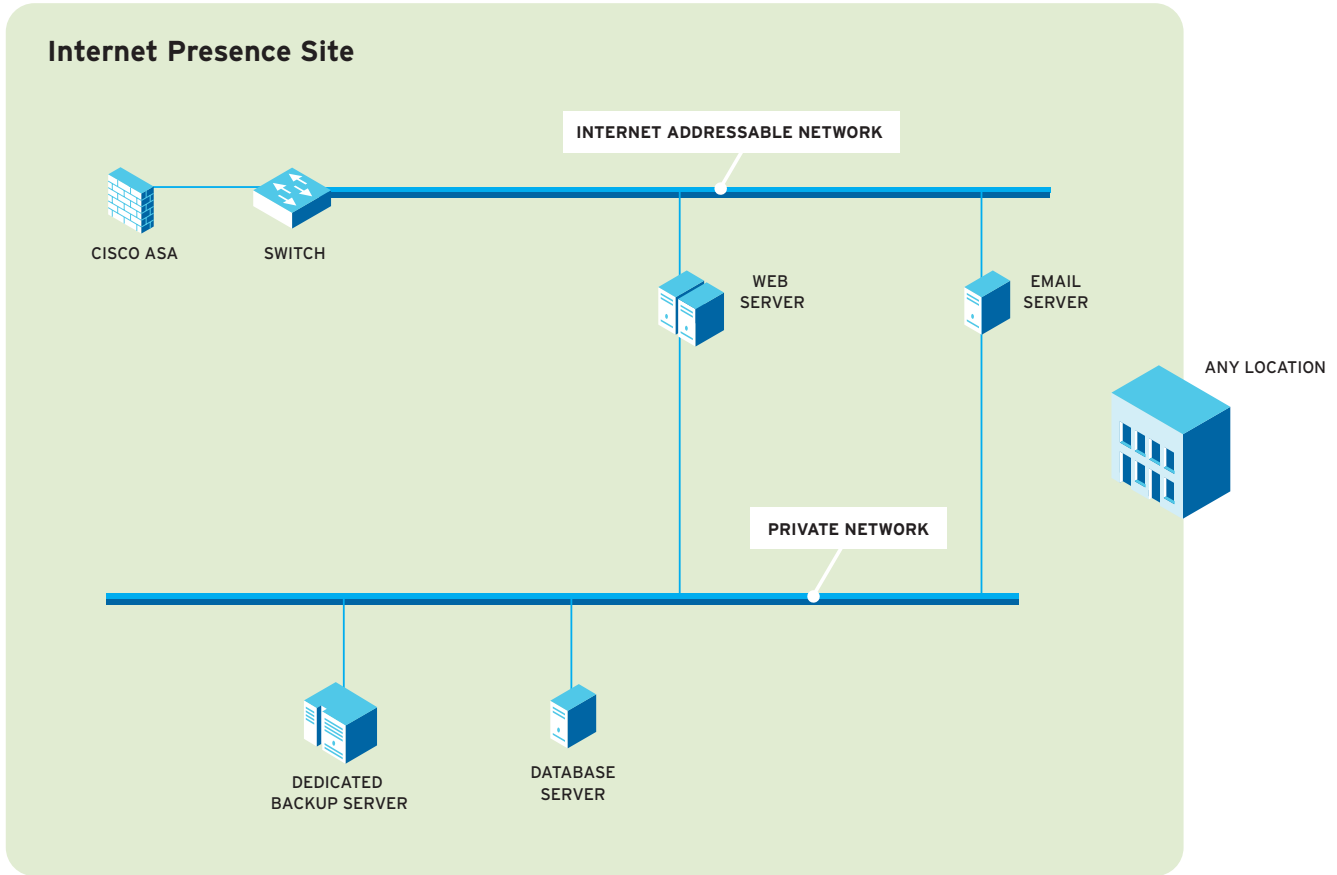 Internet Presence Site
INTERNET ADDRESSABLE NETWORK
CISCO ASA
SWITCH
WEB
SERVER
EMAIL
SERVER
ANY LOCATION
PRIVATE NETWORK
DEDICATED
BACKUP SERVER
DATABASE
SERVER